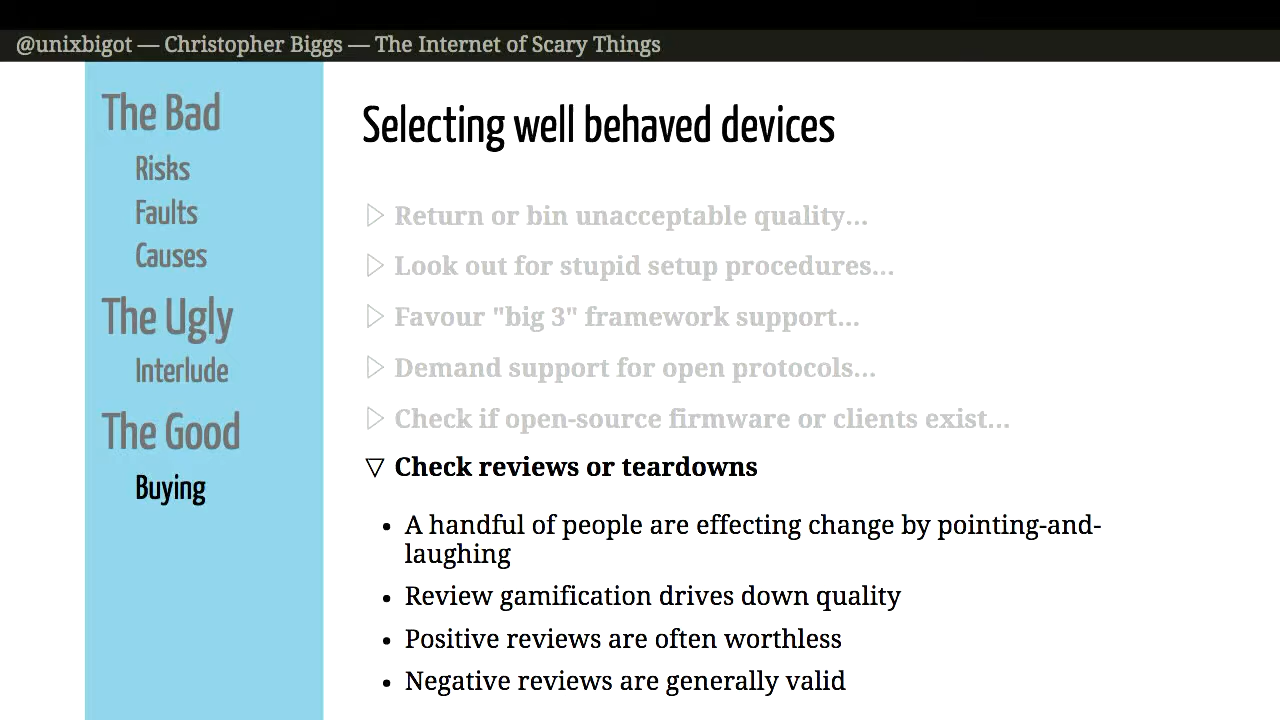 @unixbigot — Christopher Biggs — The Internet of Scary Things
The Bad
Risks
Faults
Causes
The Ugly
Interlude
The Good
Buying
Selecting well behaved devices
▷ Return or bin unacceptable quality...
▷ Look out for stupid setup procedures...
▷ Favour "big 3" framework support...
▷ Demand support for open protocols...
▷ Check if open-source firmware or clients exist...
▽ Check reviews or teardowns
• A handful of people are effecting change by pointing-and-
laughing
• Review gamification drives down quality
• Positive reviews are often worthless
• Negative reviews are generally valid